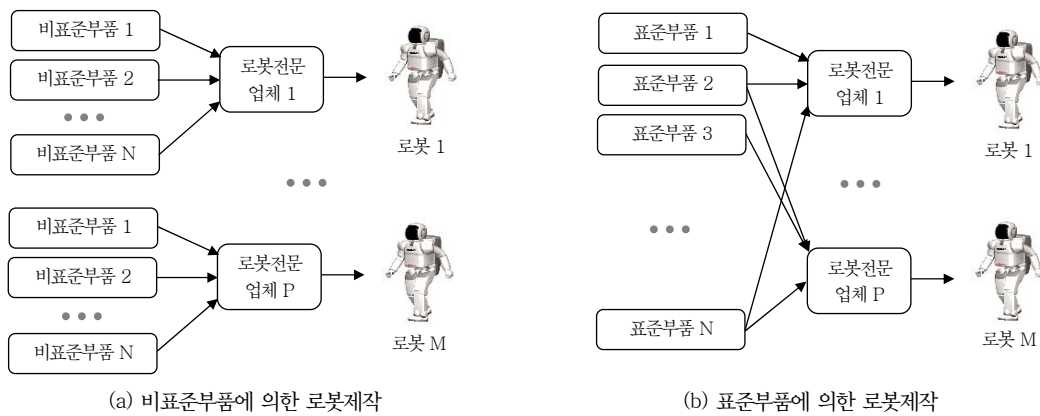 비표준부품 1
비표준부품 2
비표준부품 N
로봇전문
업체 1
로봇 1
비표준부품 1
비표준부품 2
비표준부품 N
로봇전문
업체 P
로봇 M
(a) 비표준부품에 의한 로봇제작
표준부품 1
표준부품 2
표준부품 3
표준부품 N
로봇전문
업체 1
로봇 1
로봇전문
업체 P
로봇 M
(b) 표준부품에 의한 로봇제작